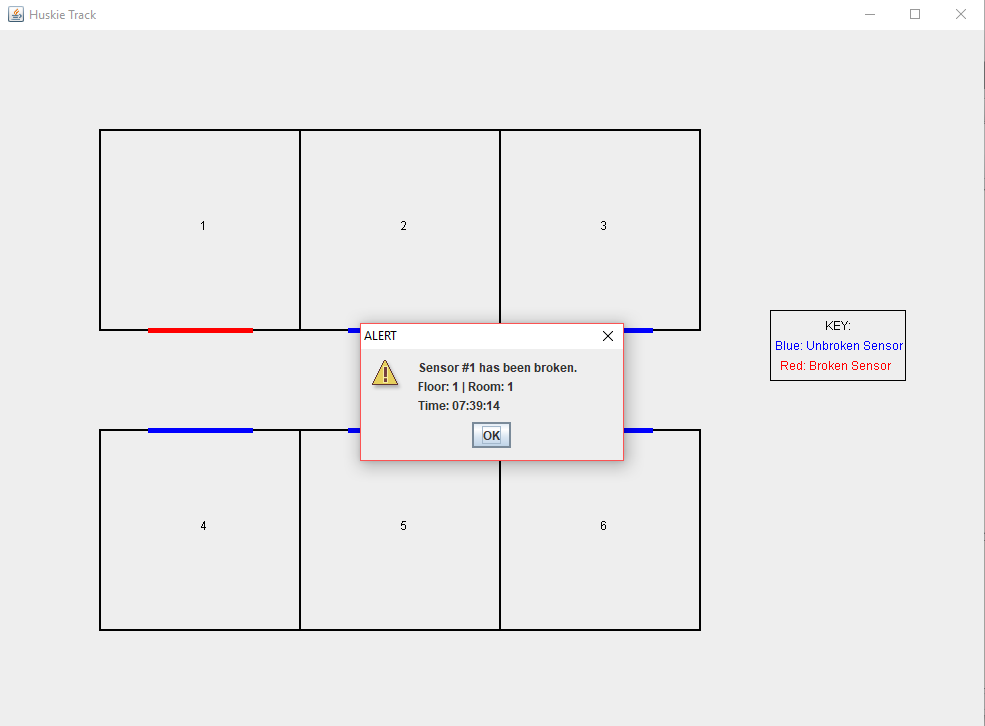 Huskie Track
1
2
3
KEY:
Blue: Unbroken Sensor
Red: Broken Sensor
ALERT
Sensor #1 has been broken.
Floor: 1 | Room: 1
Time: 07:39:14
OK
4
5
6